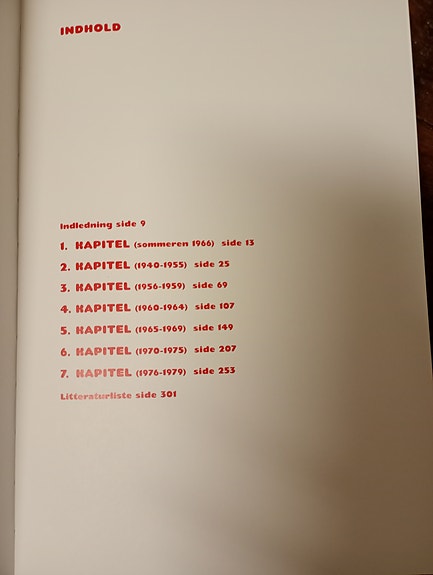 INDHOLD
Indledning side 9
1. KAPITEL (sommeren 1966) side 13
2. KAPITEL (1940-1955) side 25
3. KAPITEL (1956-1959) side 69
4. KAPITEL (1960-1964) side 107
5. KAPITEL (1965-1969) side 149
6. KAPITEL (1970-1975) side 207
7. KAPITEL (1976-1979) side 253
Litteraturliste side 301